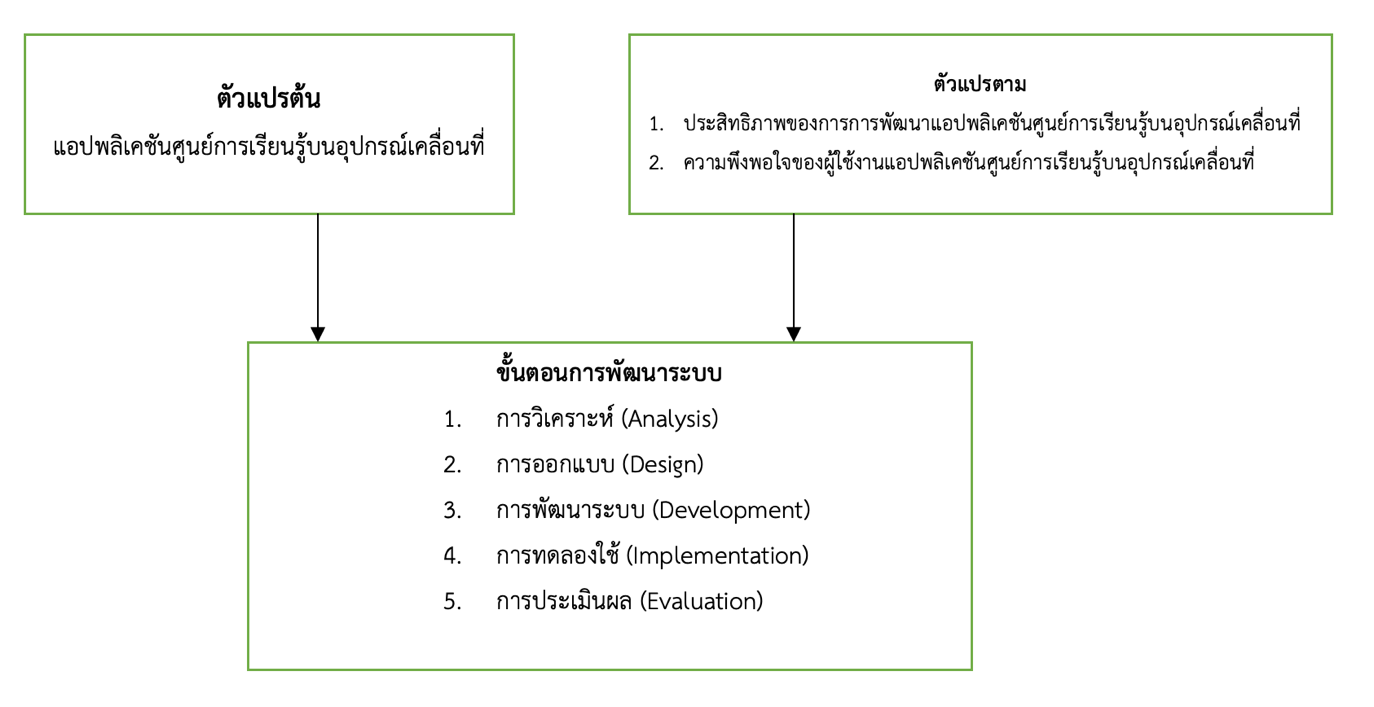 ตัวแปรต้น
แอปพลิเคชันศูนย์การเรียนรู้บนอุปกรณ์เคลื่อนที่
ตัวแปรตาม
1. ประสิทธิภาพของการการพัฒนาแอปพลิเคชันศูนย์การเรียนรู้บนอุปกรณ์เคลื่อนที่
2. ความพึงพอใจของผู้ใช้งานแอปพลิเคชันศูนย์การเรียนรู้บนอุปกรณ์เคลื่อนที่
ขั้นตอนการพัฒนาระบบ
1. การวิเคราะห์ (Analysis)
2. การออกแบบ (Design)
3. การพัฒนาระบบ (Development)
4. การทดลองใช้ (Implementation)
5. การประเมินผล (Evaluation)